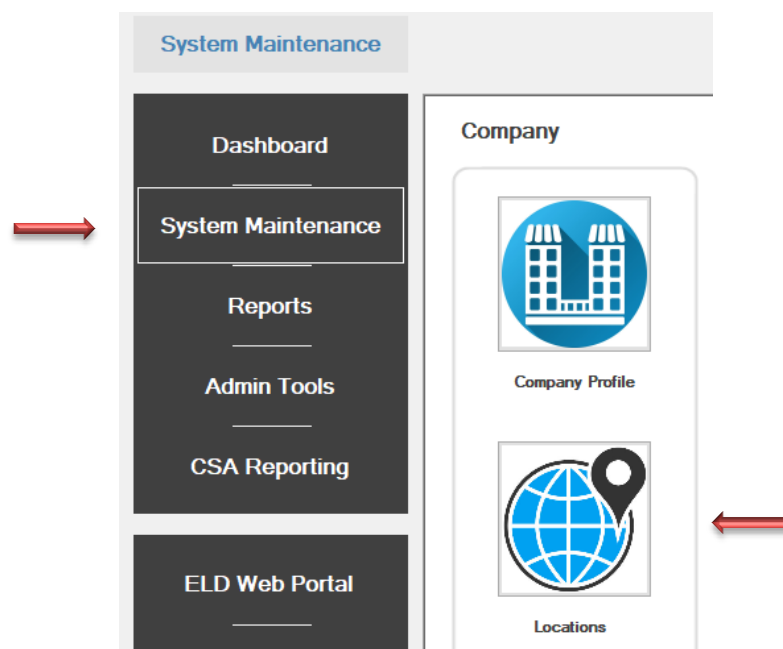 System Maintenance
Dashboard
System Maintenance
Reports
Admin Tools
CSA Reporting
ELD Web Portal
Company
Company Profile
Locations